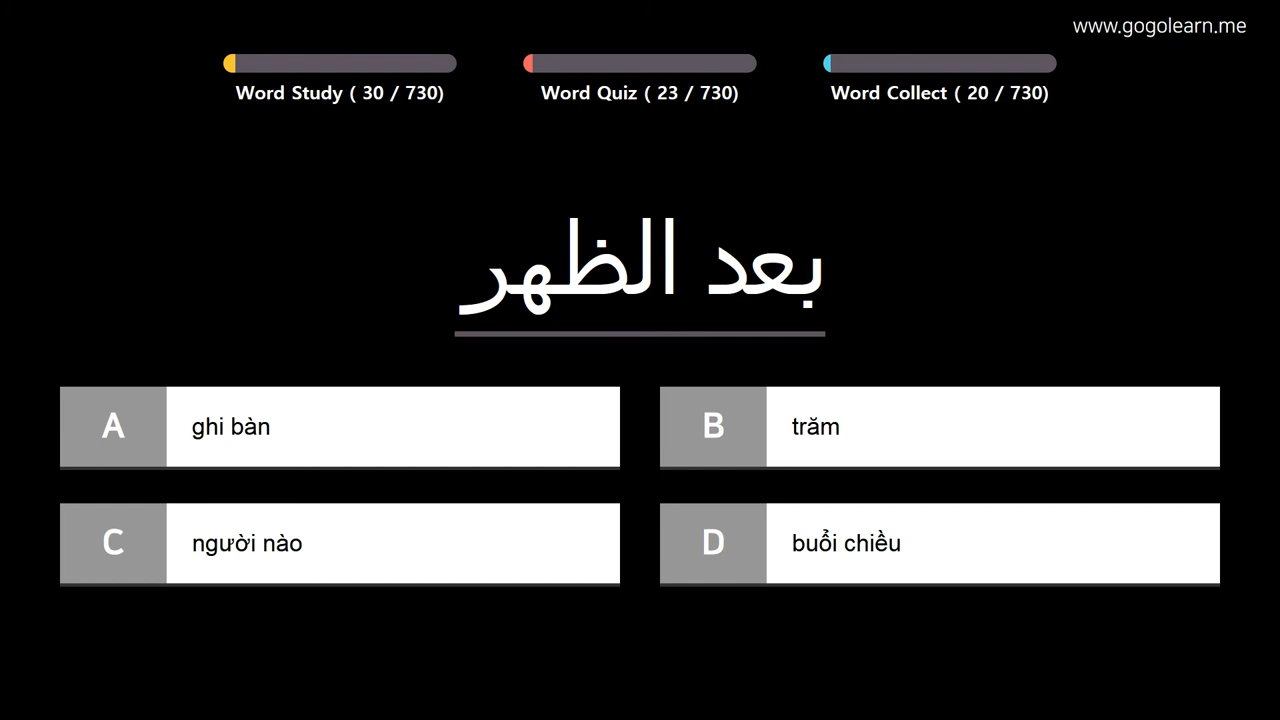 www.gogolearn.me
Word Study ( 30 / 730)
Word Quiz ( 23 / 730)
Word Collect ( 20 / 730)
بعد الظهر
A ghi bàn
B trăm
C người nào
D buổi chiều